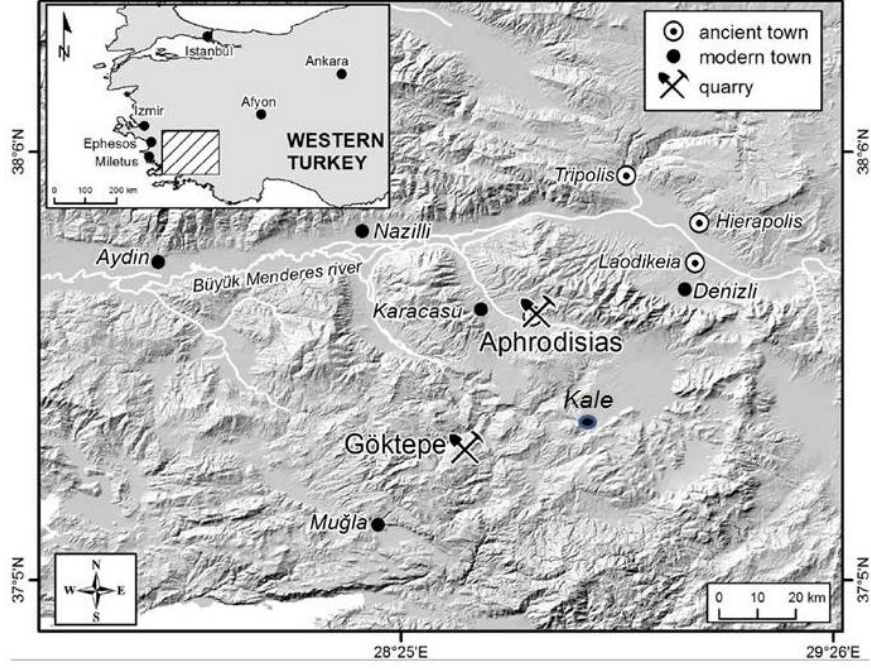 N
Istanbul
Ankara
Afyon
Izmir
Ephesos
Miletus
WESTERN
TURKEY
0 100 200 km
ancient town
modern town
quarry
38°6'N
38°6'N
Tripolis
Hierapolis
Nazilli
Aydin
Laodikeia
Büyük Menderes river
Denizli
Karacasu
Aphrodisias
Kale
Göktepe
Muğla
37°5'N
37°5'N
N
W E
S
0 10 20 km
28°25'E
29°26'E